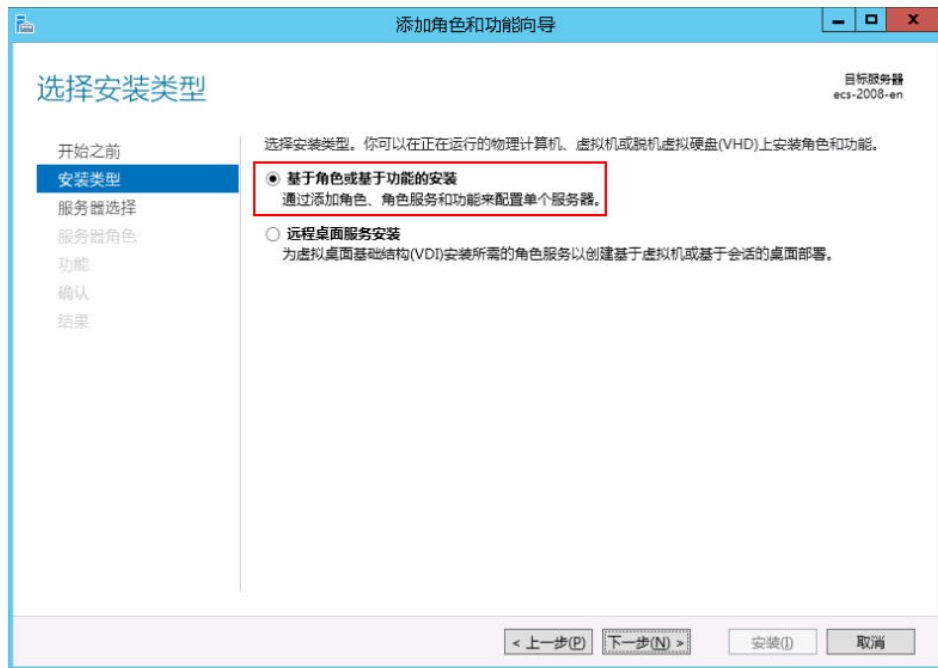 添加角色和功能向导
选择安装类型
目标服务器
ecs-2008-en
开始之前
安装类型
服务器选择
服务器角色
功能
确认
结果
选择安装类型。你可以在正在运行的物理计算机、虚拟机或脱机虚拟硬盘(VHD)上安装角色和功能。
基于角色或基于功能的安装
通过添加角色、角色服务和功能来配置单个服务器。
远程桌面服务安装
为虚拟桌面基础结构(VDI)安装所需的角色服务以创建基于虚拟机或基于会话的桌面部署。
< 上一步(P) 下一步(N) > 安装(I) 取消